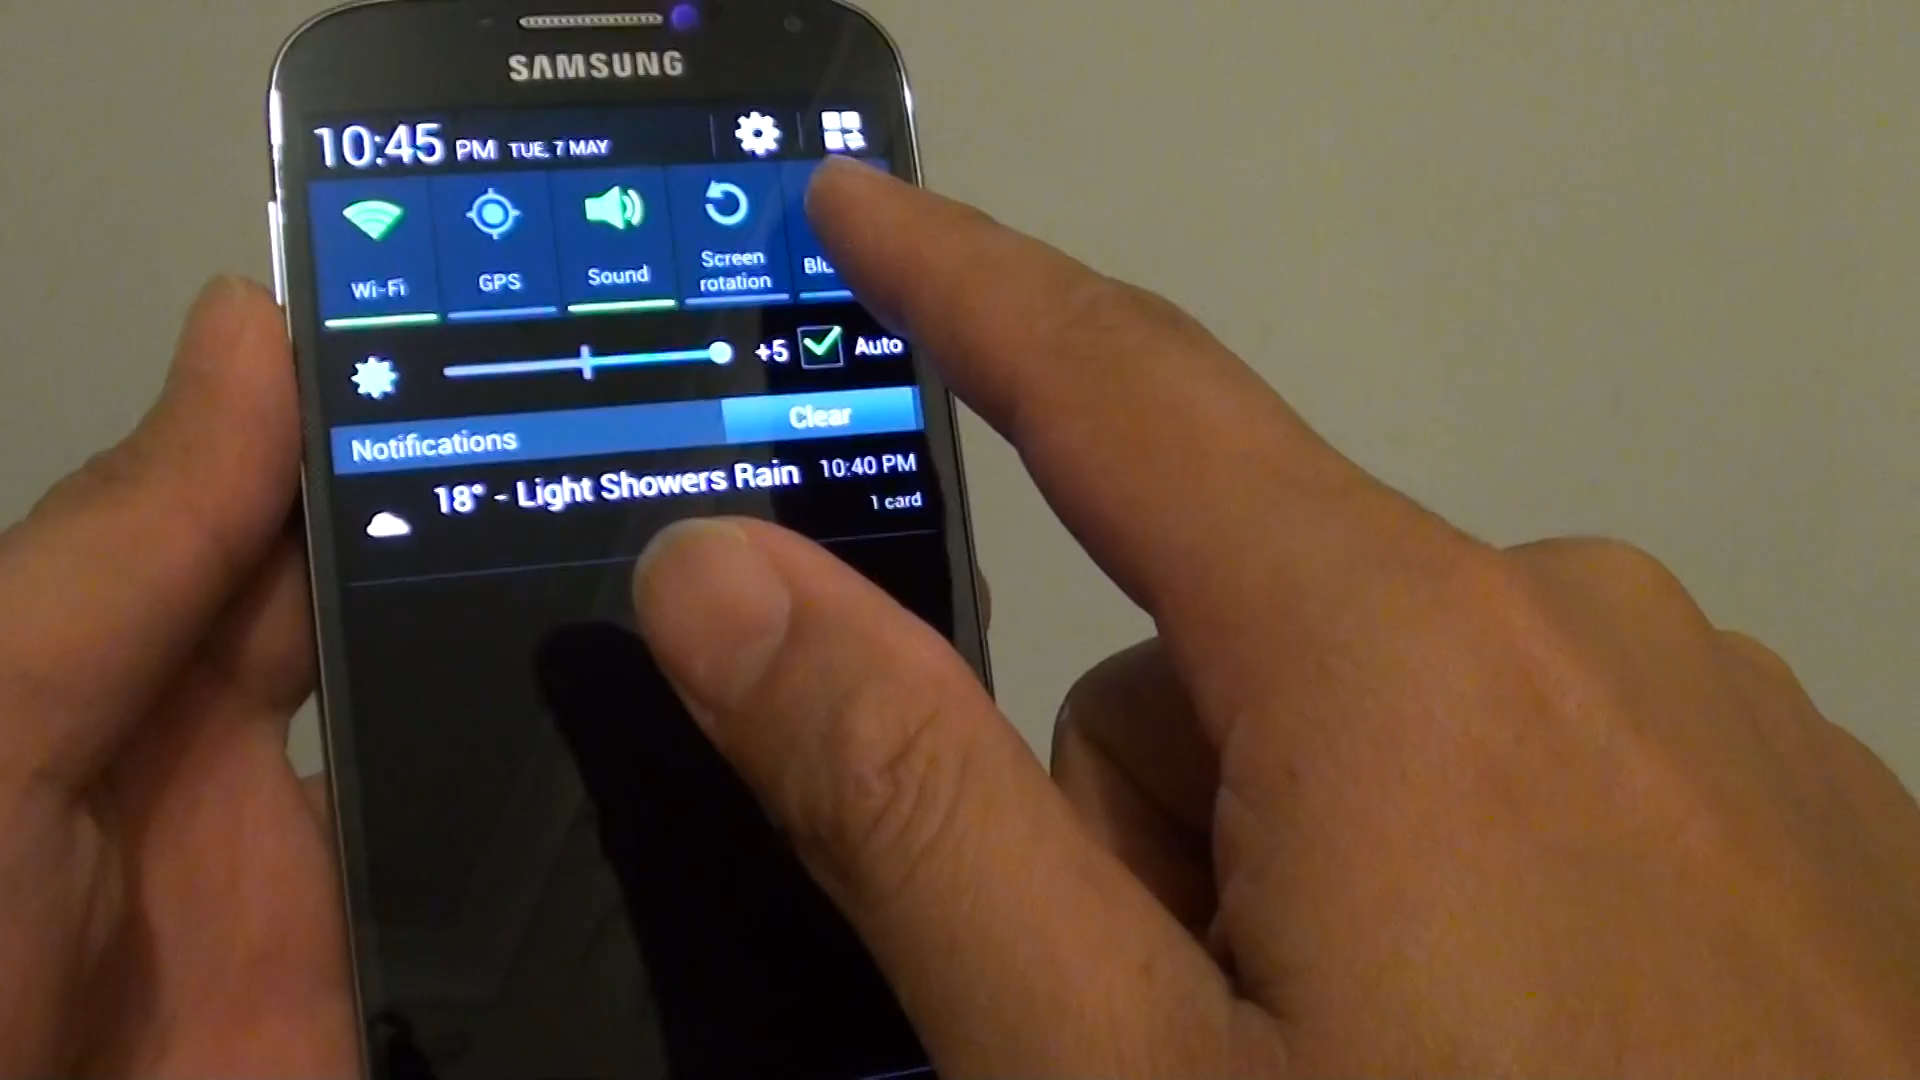 SAMSUNG
10:45 PM TUE, 7 MAY
Wi-Fi
GPS
Sound
Screen
rotation
+5
Auto
Notifications
Clear
18° - Light Showers Rain
10:40 PM
1 card